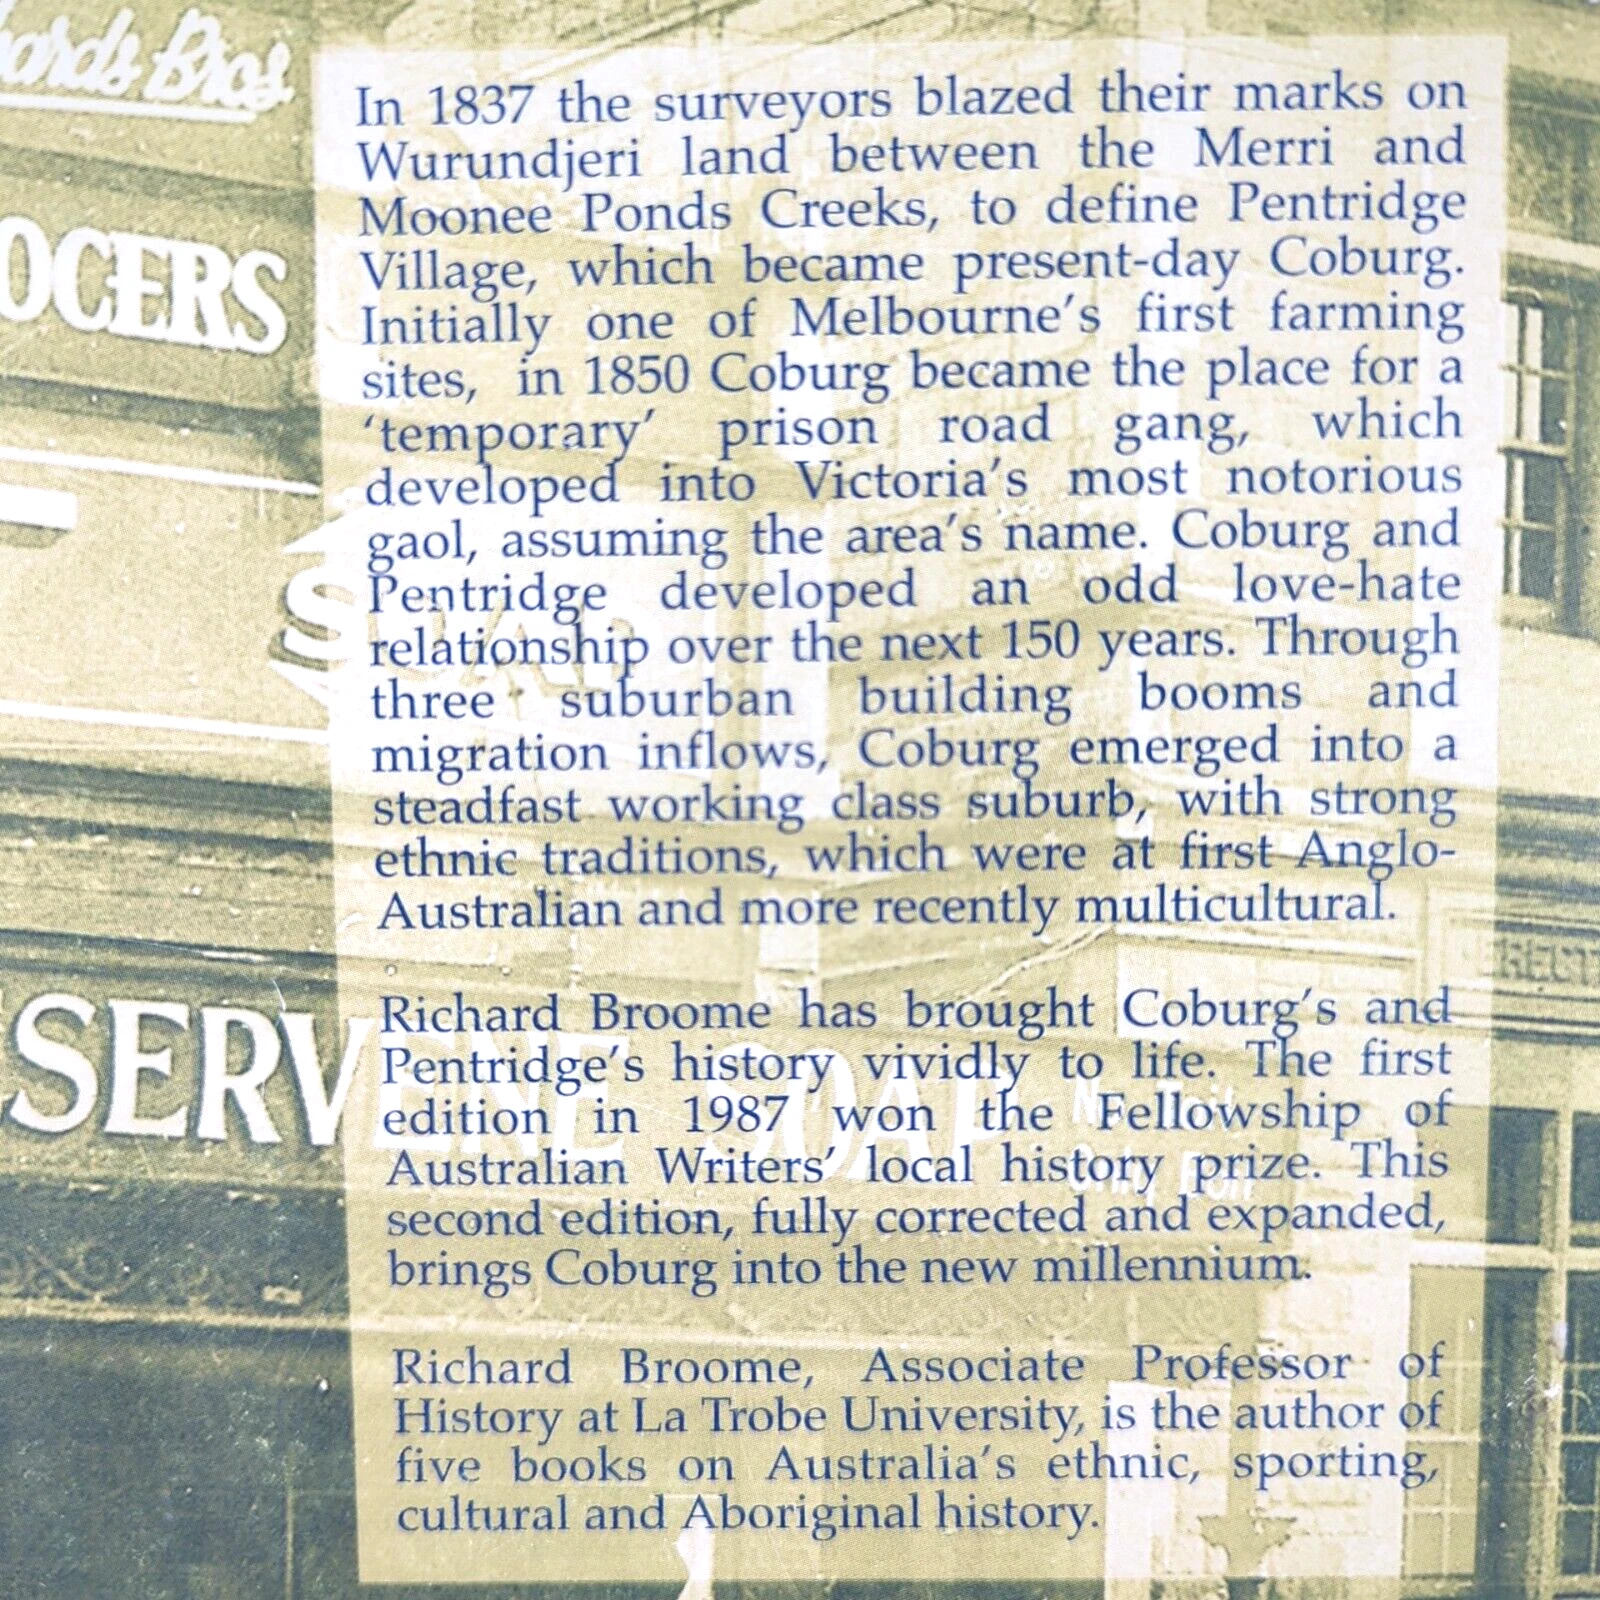 ards Bros
OCERS
In 1837 the surveyors blazed their marks on
Wurundjeri land between the Merri and
Moonee Ponds Creeks, to define Pentridge
Village, which became present-day Coburg.
Initially one of Melbourne's first farming
sites, in 1850 Coburg became the place for a
'temporary' prison road gang, which
developed into Victoria's most notorious
gaol, assuming the area's name. Coburg and
Pentridge developed an odd love-hate
relationship over the next 150 years. Through
three suburban building booms and
migration inflows, Coburg emerged into a
steadfast working class suburb, with strong
ethnic traditions, which were at first Anglo-
Australian and more recently multicultural.
SOAP
SERVENE SOAP
Richard Broome has brought Coburg's and
Pentridge's history vividly to life. The first
edition in 1987 won the Fellowship of
Australian Writers' local history prize. This
second edition, fully corrected and expanded,
brings Coburg into the new millennium.
Richard Broome, Associate Professor of
History at La Trobe University, is the author of
five books on Australia's ethnic, sporting,
cultural and Aboriginal history.